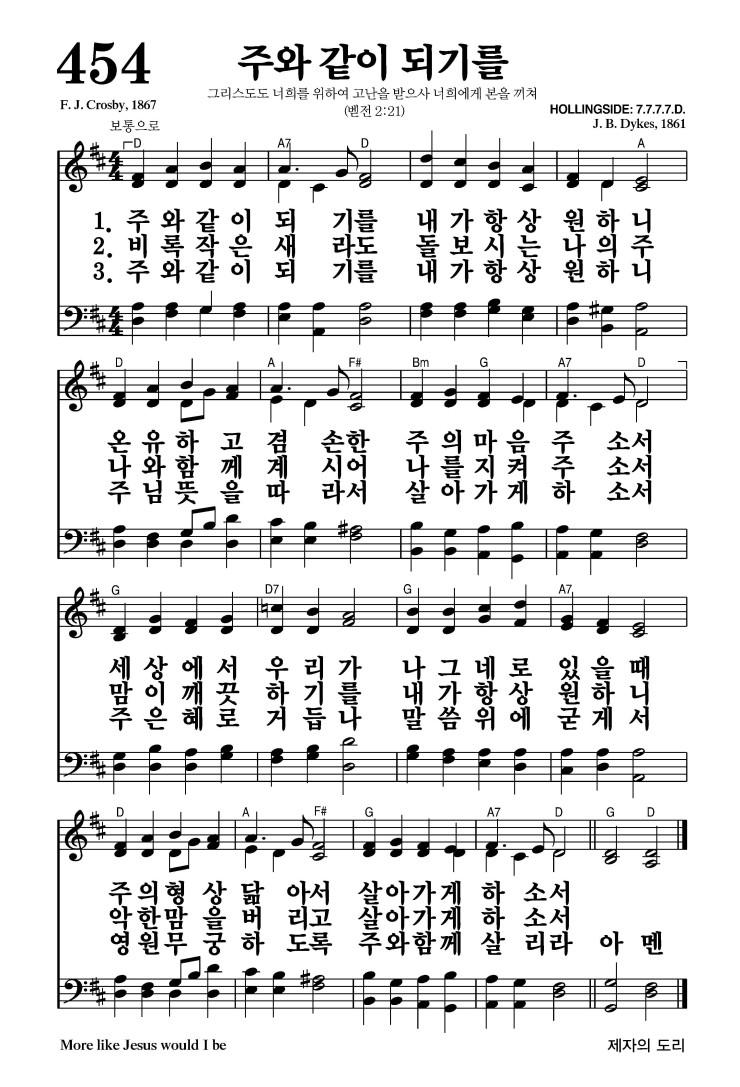 454
주와 같이 되기를
그리스도도 너희를 위하여 고난을 받으사 너희에게 본을 끼쳐
(벧전 2:21)
F. J. Crosby, 1867
HOLLINGSIDE: 7.7.7.7.D.
J. B. Dykes, 1861
보통으로
D A7 D A
4 4
1. 주와같이되 기를 내가항상 원하니
2. 비록작은새 라도 돌보시는 나의주
3. 주와같이되 기를 내가항상 원하니
4 4
D A F# Bm G A7 D
온유하고겸 손한 주의마음주 소서
나와함께계 시어 나를지켜주 소서
주님뜻을따 라서 살아가게하 소서
G D7 G A7
세상에서 우리가 나그네로 있을때
맘이깨끗 하기를 내가항상 원하니
주은혜로 거듭나 말씀위에 굳게서
D A F# G A7 D G D
주의형상닮 아서 살아가게하 소서
악한맘을버 리고 살아가게하 소서
영원무궁하 도록 주와함께살 리라 아멘
More like Jesus would I be
제자의 도리